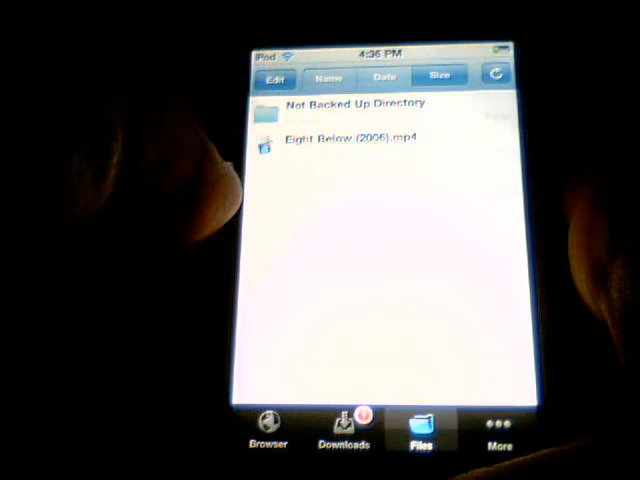 iPod 4:36 PM
Edit Name Date Size
Not Backed Up Directory
Eight Below (2006).mp4
Browser Downloads Files More